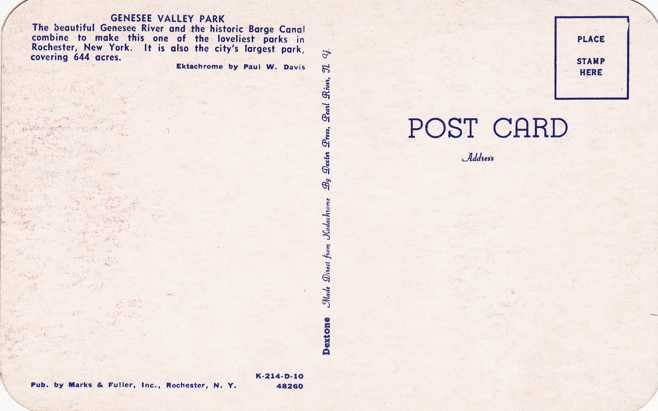 GENESEE VALLEY PARK
The beautiful Genesee River and the historic Barge Canal
combine to make this one of the loveliest parks in
Rochester, New York. It is also the city's largest park,
covering 644 acres.
Ektachrome by Paul W. Davis
Dextone Made Direct from Kodachrome By Dexter Press, Pearl River, N. Y.
K-214-D-10
Pub. by Marks & Fuller, Inc., Rochester, N. Y. 48260
PLACE
STAMP
HERE
POST CARD
Address